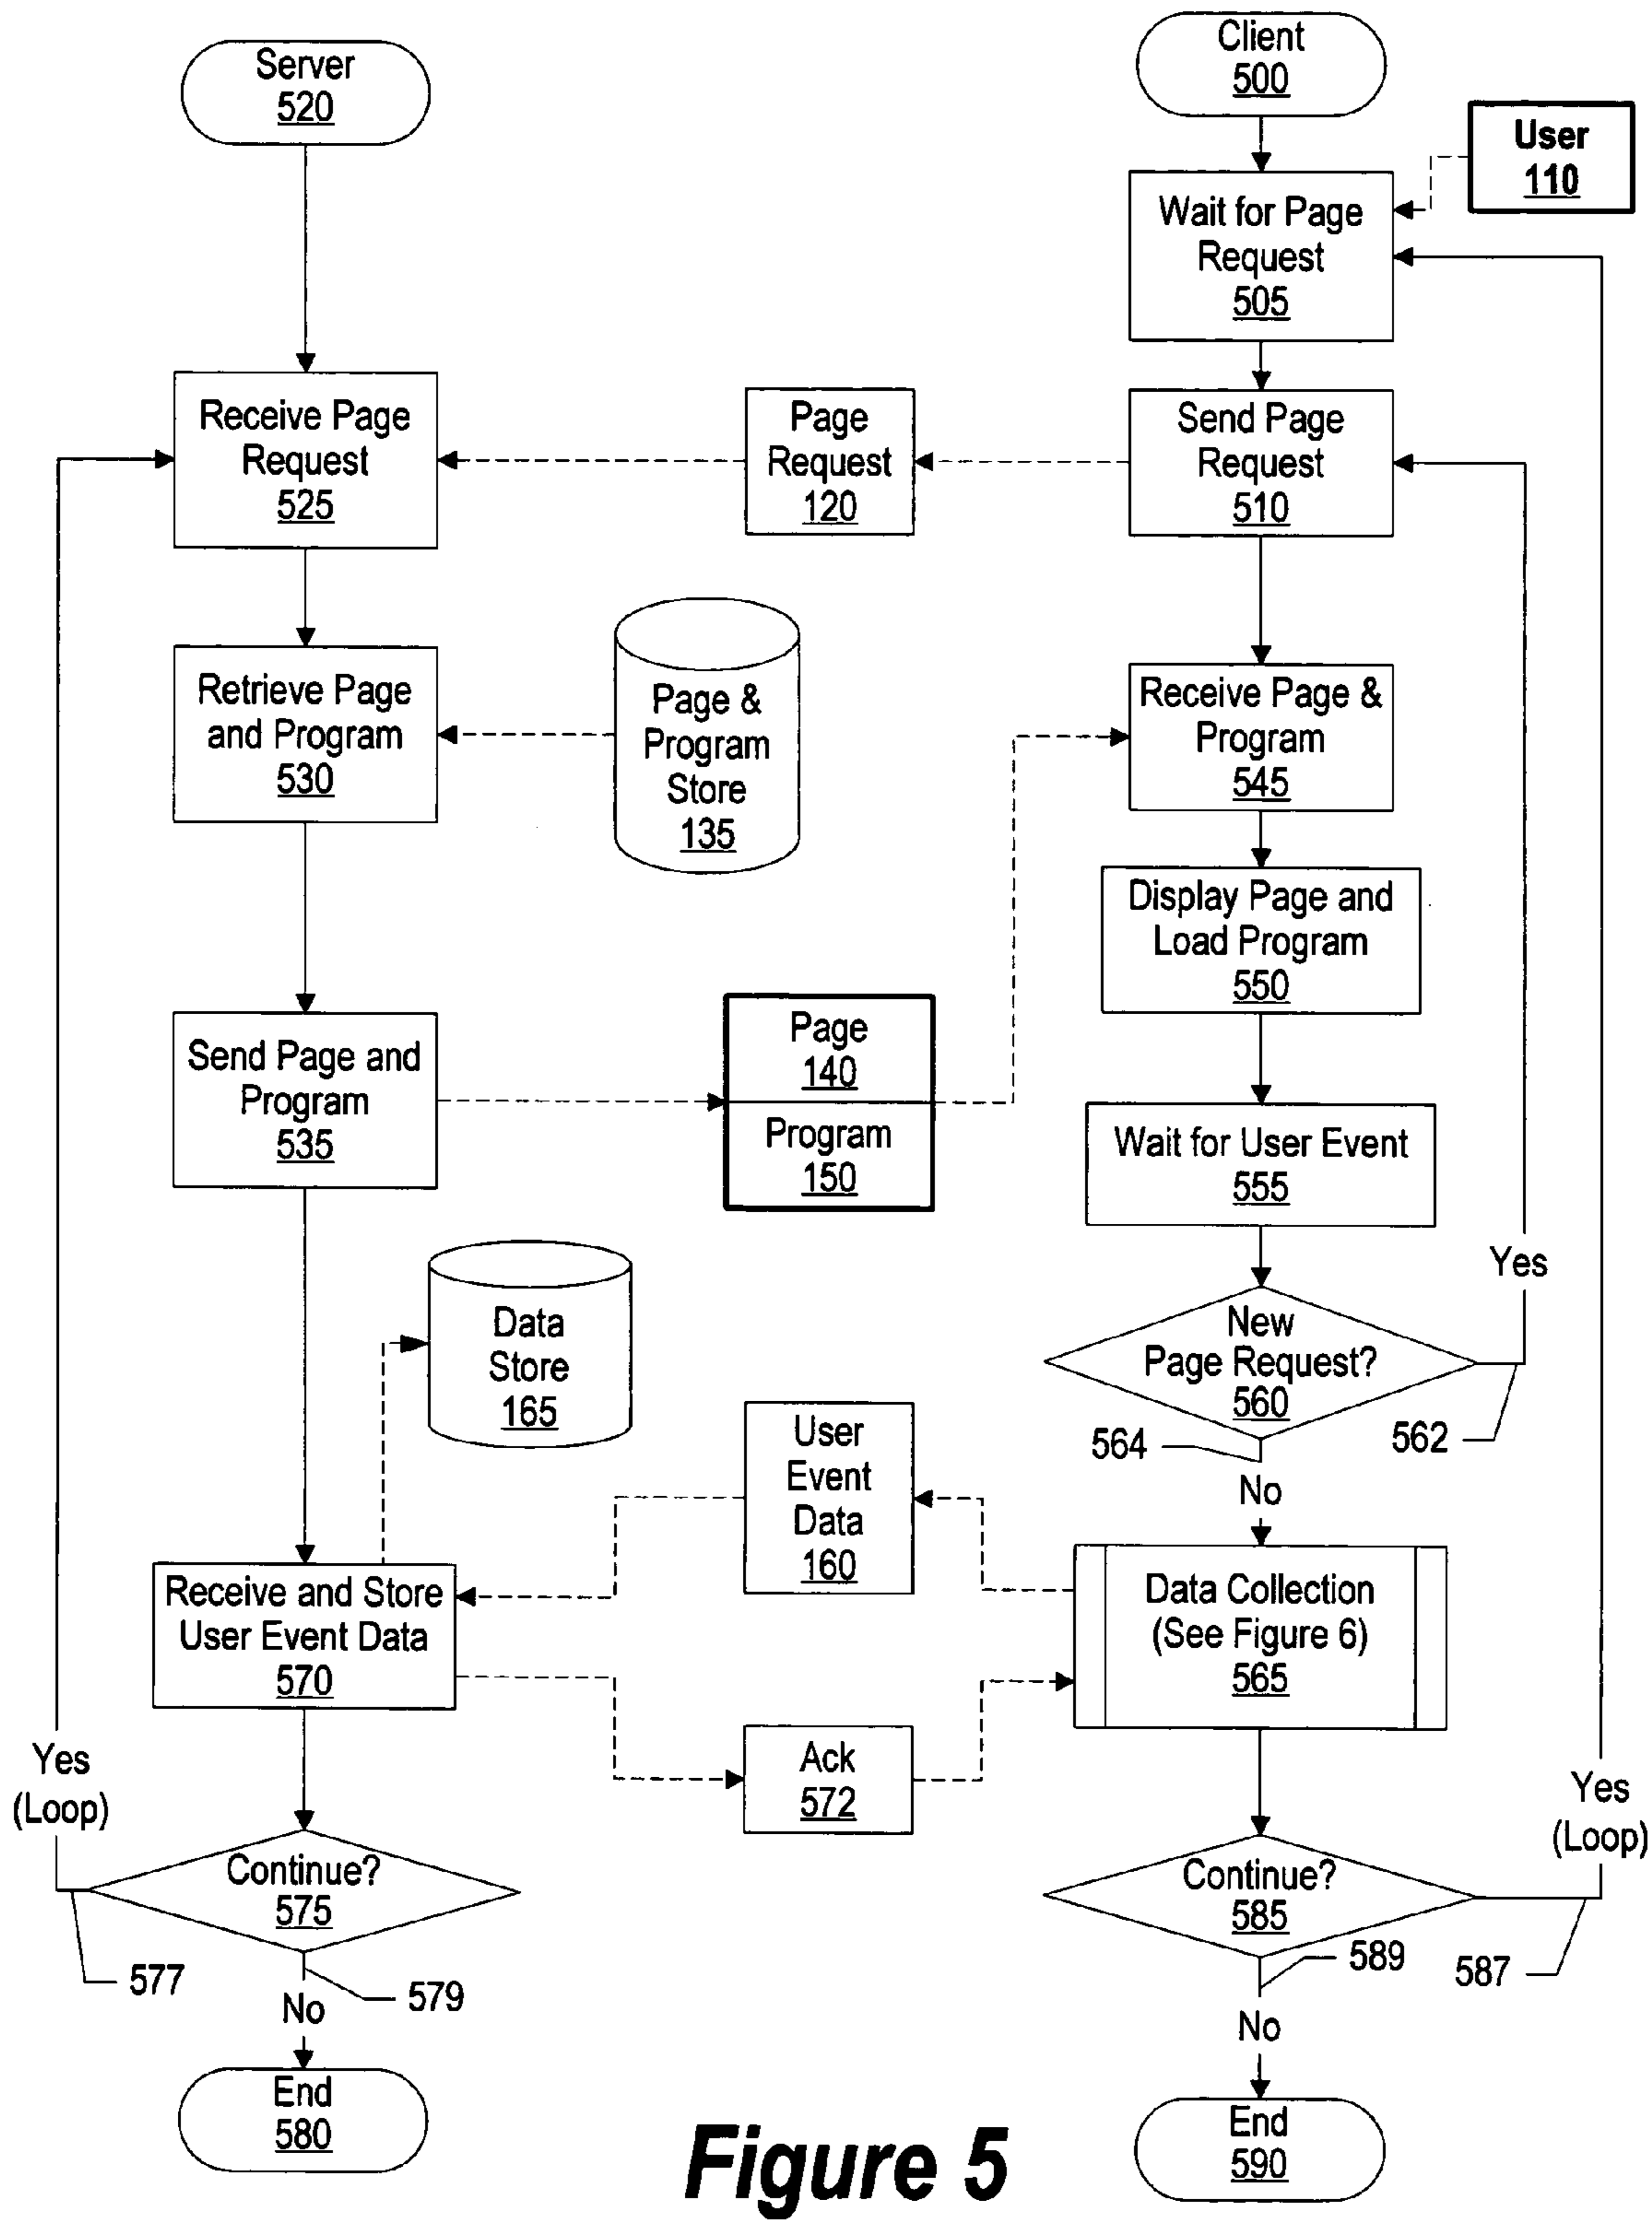 Server
520
Client
500
User
110
Wait for Page
Request
505
Receive Page
Request
525
Page
Request
120
Send Page
Request
510
Retrieve Page
and Program
530
Page &
Program
Store
135
Receive Page &
Program
545
Display Page and
Load Program
550
Send Page and
Program
535
Page
140
Program
150
Wait for User Event
555
Yes
Data
Store
165
New
Page Request?
560
564
562
No
User
Event
Data
160
Receive and Store
User Event Data
570
Data Collection
(See Figure 6)
565
Ack
572
Yes
(Loop)
Yes
(Loop)
Continue?
575
Continue?
585
577
579
589
587
No
No
End
580
End
590
Figure 5